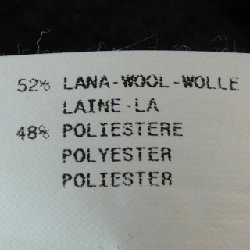 52% LANA-WOOL-WOLLE
LAINE-LA
48% POLIESTERE
POLYESTER
POLIESTER